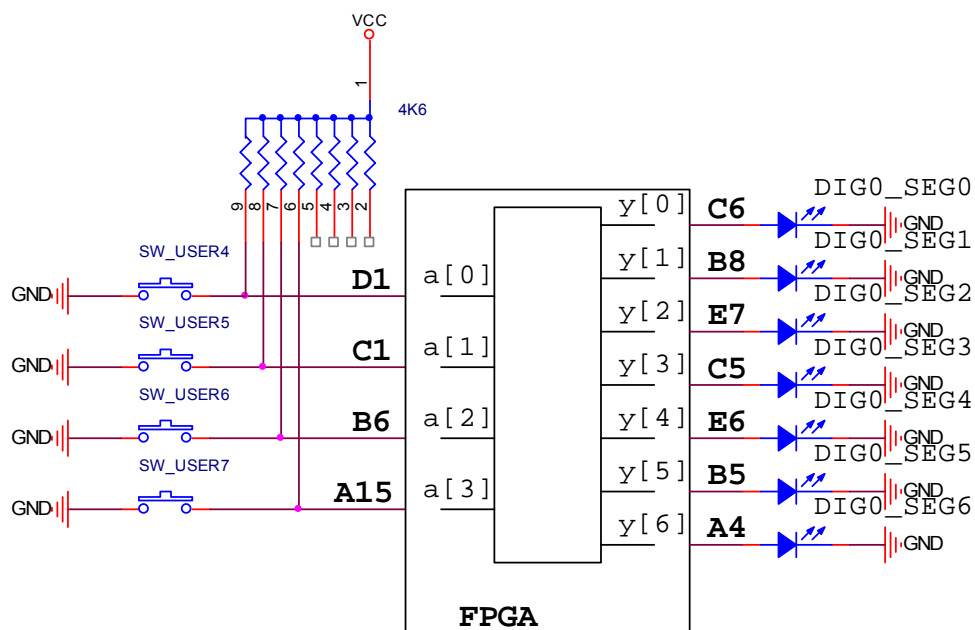 VCC
1
4K6
9 8 7 6 5 4 3 2
DIG0_SEG0
y[0] C6
GND
DIG0_SEG1
SW_USER4
y[1] B8
GND
D1 a[0]
DIG0_SEG2
GND
y[2] E7
GND
SW_USER5
DIG0_SEG3
C1 a[1]
y[3] C5
GND
GND
DIG0_SEG4
SW_USER6
B6 a[2]
y[4] E6
GND
GND
DIG0_SEG5
SW_USER7
y[5] B5
GND
A15 a[3]
DIG0_SEG6
GND
y[6] A4
GND
FPGA